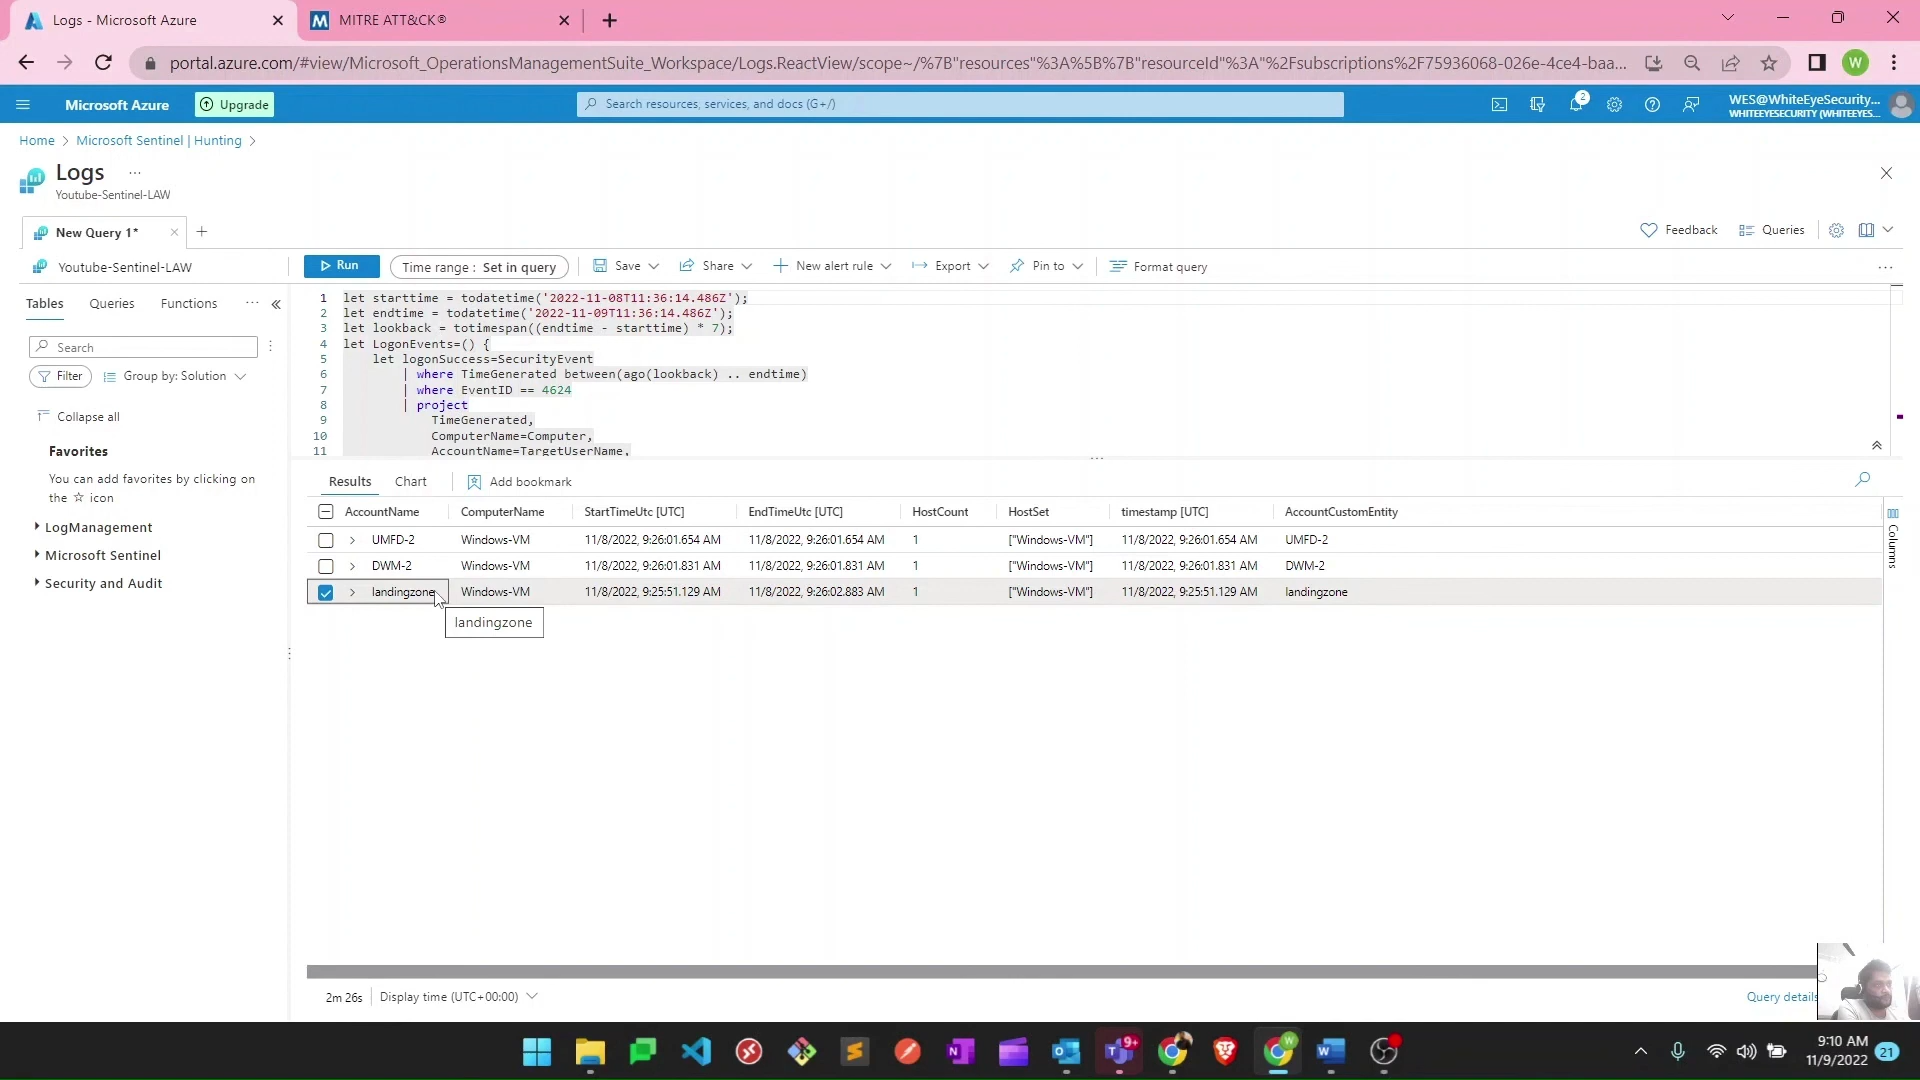 Logs - Microsoft Azure
MITRE ATT&CK®
portal.azure.com/#view/Microsoft_OperationsManagementSuite_Workspace/Logs.ReactView/scope~/%7B"resources"%3A%5B%7B"resourceId"%3A"%2Fsubscriptions%2F75936068-026e-4ce4-baa...
W
Microsoft Azure
Upgrade
Search resources, services, and docs (G+/)
2
WES@WhiteEyeSecurity...
WHITEEYESECURITY (WHITEEYES...
Home > Microsoft Sentinel | Hunting >
Logs ...
Youtube-Sentinel-LAW
New Query 1*
Feedback
Queries
Youtube-Sentinel-LAW
Run
Time range : Set in query
Save
Share
New alert rule
Export
Pin to
Format query
...
Tables
Queries
Functions
...
Search
Filter
Group by: Solution
Collapse all
Favorites
You can add favorites by clicking on
the ☆ icon
LogManagement
Microsoft Sentinel
Security and Audit
1 let starttime = todatetime('2022-11-08T11:36:14.486Z');
2 let endtime = todatetime('2022-11-09T11:36:14.486Z');
3 let lookback = totimespan((endtime - starttime) * 7);
4 let LogonEvents=() {
5 let logonSuccess=SecurityEvent
6 | where TimeGenerated between(ago(lookback) .. endtime)
7 | where EventID == 4624
8 | project
9 TimeGenerated,
10 ComputerName=Computer,
11 AccountName=TargetUserName,
Results
Chart
Add bookmark
AccountName ComputerName StartTimeUtc [UTC] EndTimeUtc [UTC] HostCount HostSet timestamp [UTC] AccountCustomEntity
UMFD-2 Windows-VM 11/8/2022, 9:26:01.654 AM 11/8/2022, 9:26:01.654 AM 1 ["Windows-VM"] 11/8/2022, 9:26:01.654 AM UMFD-2
DWM-2 Windows-VM 11/8/2022, 9:26:01.831 AM 11/8/2022, 9:26:01.831 AM 1 ["Windows-VM"] 11/8/2022, 9:26:01.831 AM DWM-2
landingzone Windows-VM 11/8/2022, 9:25:51.129 AM 11/8/2022, 9:26:02.883 AM 1 ["Windows-VM"] 11/8/2022, 9:25:51.129 AM landingzone
landingzone
Columns
2m 26s
Display time (UTC+00:00)
Query details
9+
W
9:10 AM
11/9/2022
21